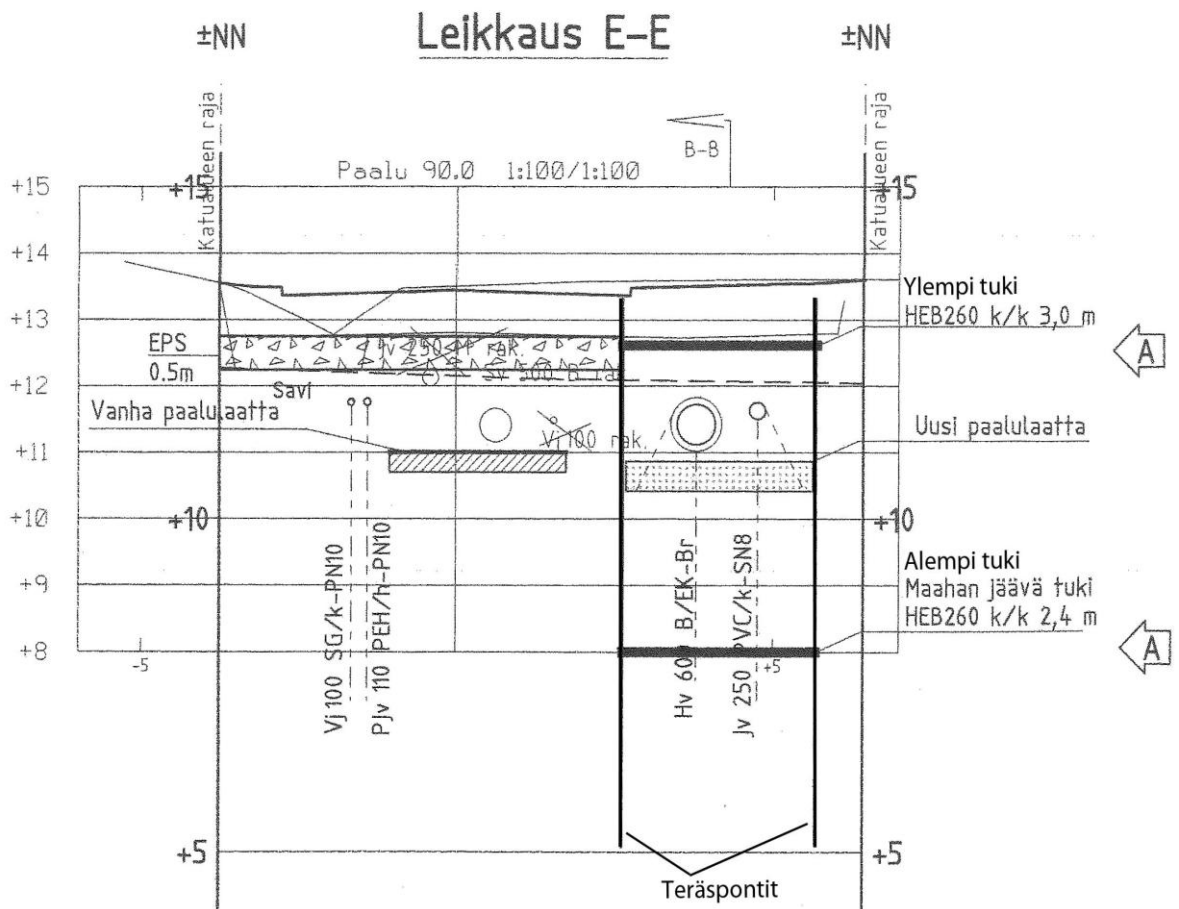 ±NN
Leikkaus E-E
±NN
Katualueen raja
Katualueen raja
B-B
Paalu 90.0 1:100/1:100
+15
+15
+15
+14
+13
+12
+11
+10
+10
+10
+9
+8
-5
+5
+5
+5
Ylempi tuki
HEB260 k/k 3,0 m
A
EPS
0.5m
250
rak.
500 B
Savi
Vanha paalulaatta
Vj 100 rak.
Uusi paalulaatta
Vj 100 SG/k-PN10
PJv 110 PEH/h-PN10
Hv 600 B/EK-Br
Jv 250 PVC/k-SN8
Alempi tuki
Maahan jäävä tuki
HEB260 k/k 2,4 m
A
Teräspontit